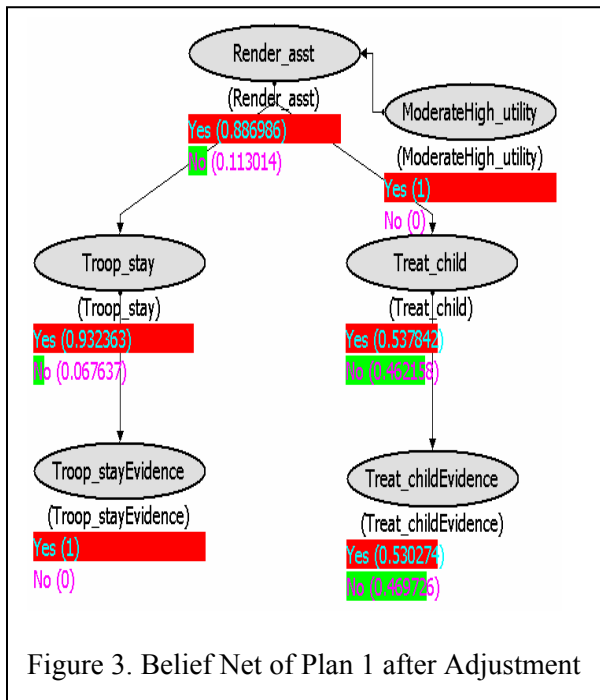 Render_asst
(Render_asst)
Yes (0.886986)
No (0.113014)
ModerateHigh_utility
(ModerateHigh_utility)
Yes (1)
No (0)
Troop_stay
(Troop_stay)
Yes (0.932363)
No (0.067637)
Treat_child
(Treat_child)
Yes (0.537842)
No (0.462158)
Troop_stayEvidence
(Troop_stayEvidence)
Yes (1)
No (0)
Treat_childEvidence
(Treat_childEvidence)
Yes (0.530274)
No (0.469726)
Figure 3. Belief Net of Plan 1 after Adjustment